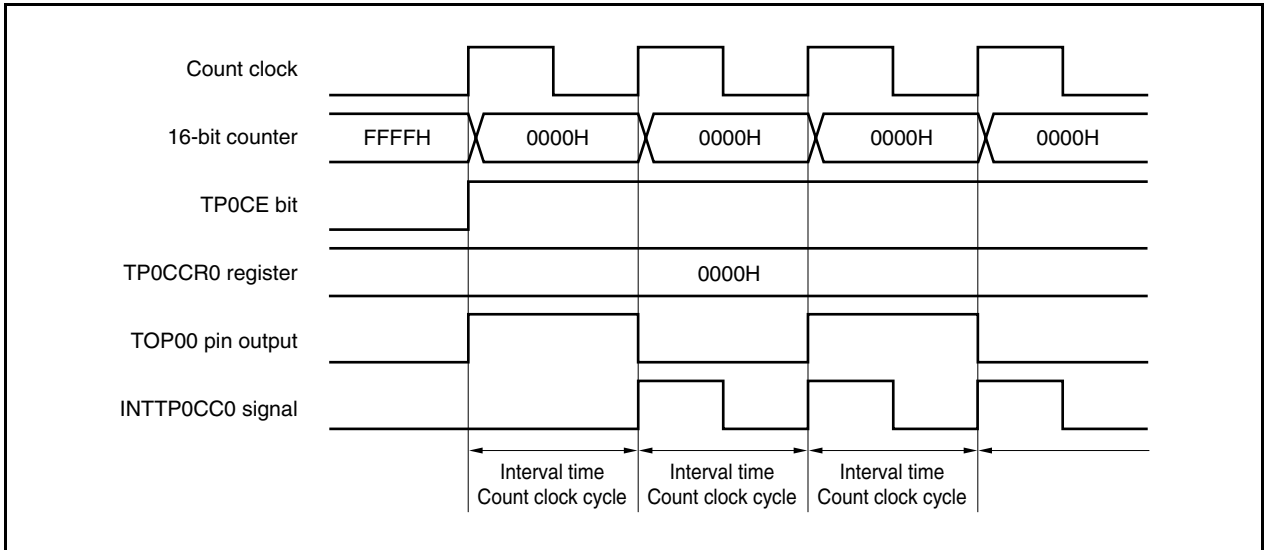 Count clock
16-bit counter FFFFH 0000H 0000H 0000H 0000H
TP0CE bit
TP0CCR0 register 0000H
TOP00 pin output
INTTP0CC0 signal
Interval time Interval time Interval time
Count clock cycle Count clock cycle Count clock cycle